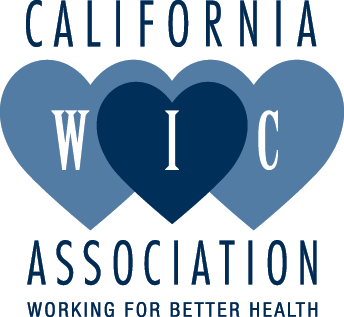 CALIFORNIA
W I C
ASSOCIATION
WORKING FOR BETTER HEALTH